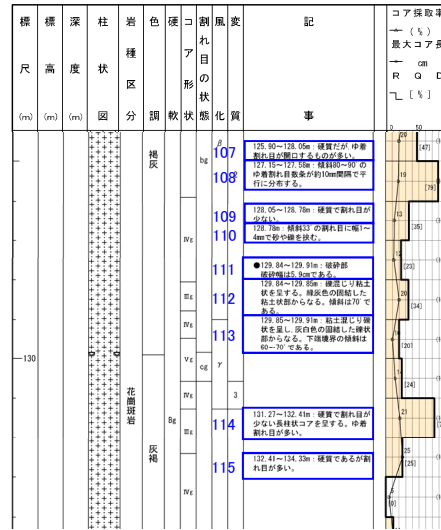 標尺(m)
標高(m)
深度(m)
柱状図
岩種区分
色調
硬軟
コア形状
割れ目の状態
風化
変質
記事
コア採取率
(%)
最大コア長
cm
R Q D
[%]
0 50
褐灰
bg
β
2
107
125.90～128.05m:硬質だが、ゆ着
割れ目が開口するものが多い。
20
[47]
108
127.15～127.58m:傾斜80～90°の
ゆ着割れ目数条が約10mm間隔で平
行に分布する。
19
[79]
109
128.05～128.78m:硬質で割れ目が
少ない。
Ⅳg
110
128.78m:傾斜33°の割れ目に幅1～
4mmで砂や礫を挟む。
13
[35]
111
●129.84～129.91m:破砕部
破砕幅は5.9cmである。
12
[23]
Ⅲg
112
129.84～129.85m:礫混じり粘土
状を呈する。緑灰色の固結した
粘土状部からなる。傾斜は70°で
ある。
20
[34]
Ⅳg
113
129.85～129.91m:粘土混じり礫
状を呈し、灰白色の固結した礫状
部からなる。下端境界の傾斜は
60～70°である。
[20]
130
Ⅴg
cg
γ
14
[24]
花崗斑岩
Ⅳg
3
灰褐
Bg
Ⅲg
114
131.27～132.41m:硬質で割れ目が
少ない長柱状コアを呈する。ゆ着
割れ目が多い。
21
115
132.41～134.33m:硬質であるが割
れ目が多い。
25
[25]
Ⅳg
[0]